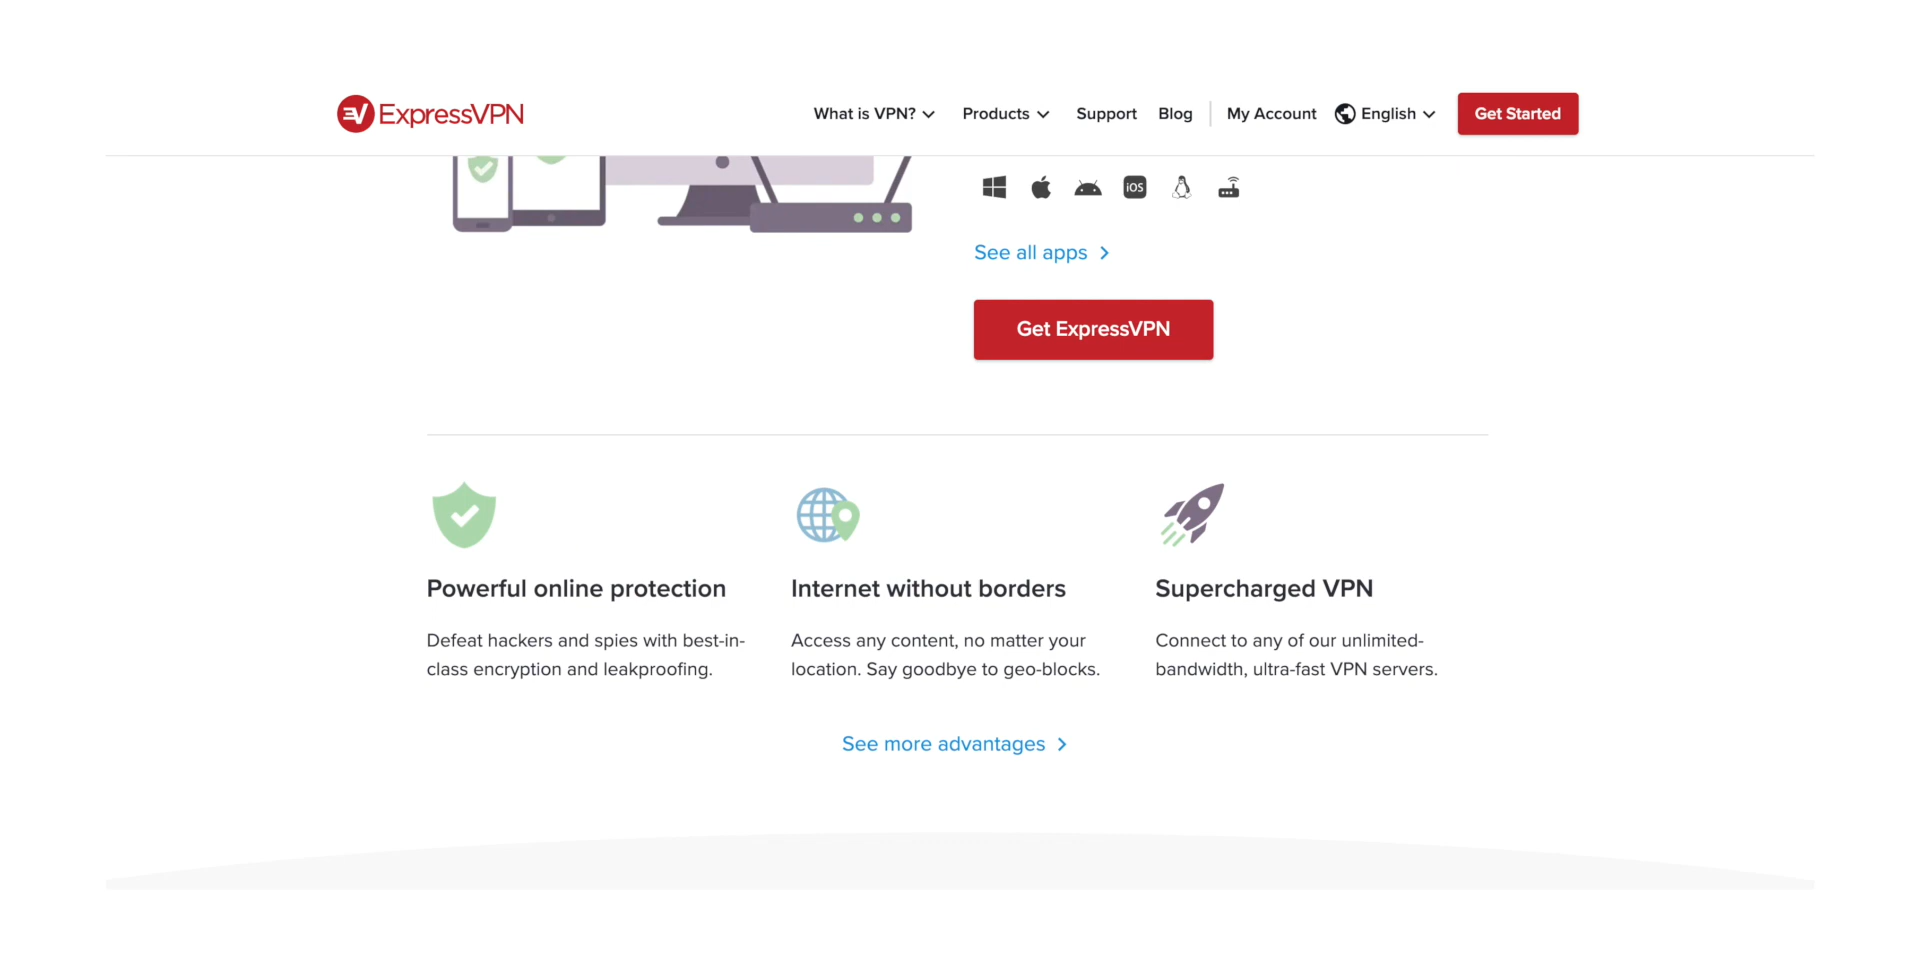 ExpressVPN
What is VPN?
Products
Support
Blog
My Account
English
Get Started
iOS
See all apps
Get ExpressVPN
Powerful online protection
Defeat hackers and spies with best-in-
class encryption and leakproofing.
Internet without borders
Access any content, no matter your
location. Say goodbye to geo-blocks.
Supercharged VPN
Connect to any of our unlimited-
bandwidth, ultra-fast VPN servers.
See more advantages